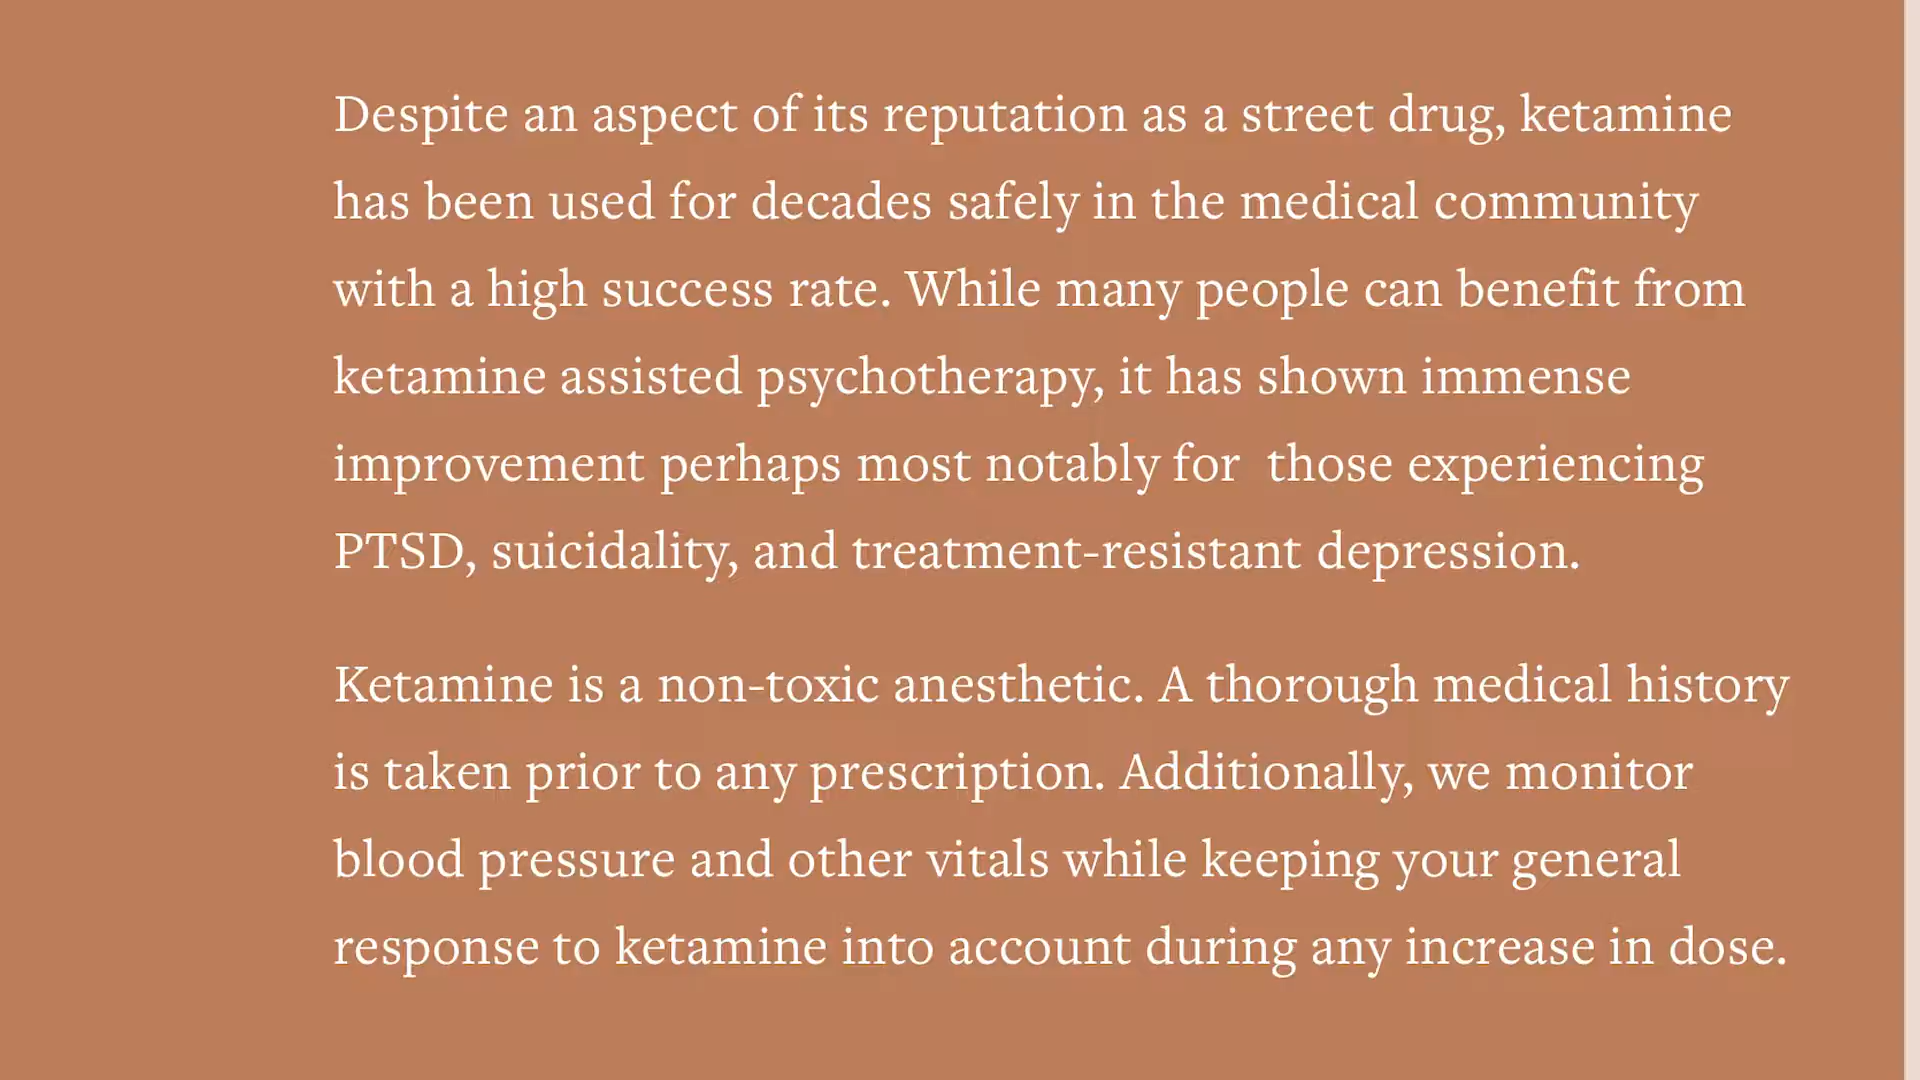 Despite an aspect of its reputation as a street drug, ketamine
has been used for decades safely in the medical community
with a high success rate. While many people can benefit from
ketamine assisted psychotherapy, it has shown immense
improvement perhaps most notably for  those experiencing
PTSD, suicidality, and treatment-resistant depression.
Ketamine is a non-toxic anesthetic. A thorough medical history
is taken prior to any prescription. Additionally, we monitor
blood pressure and other vitals while keeping your general
response to ketamine into account during any increase in dose.